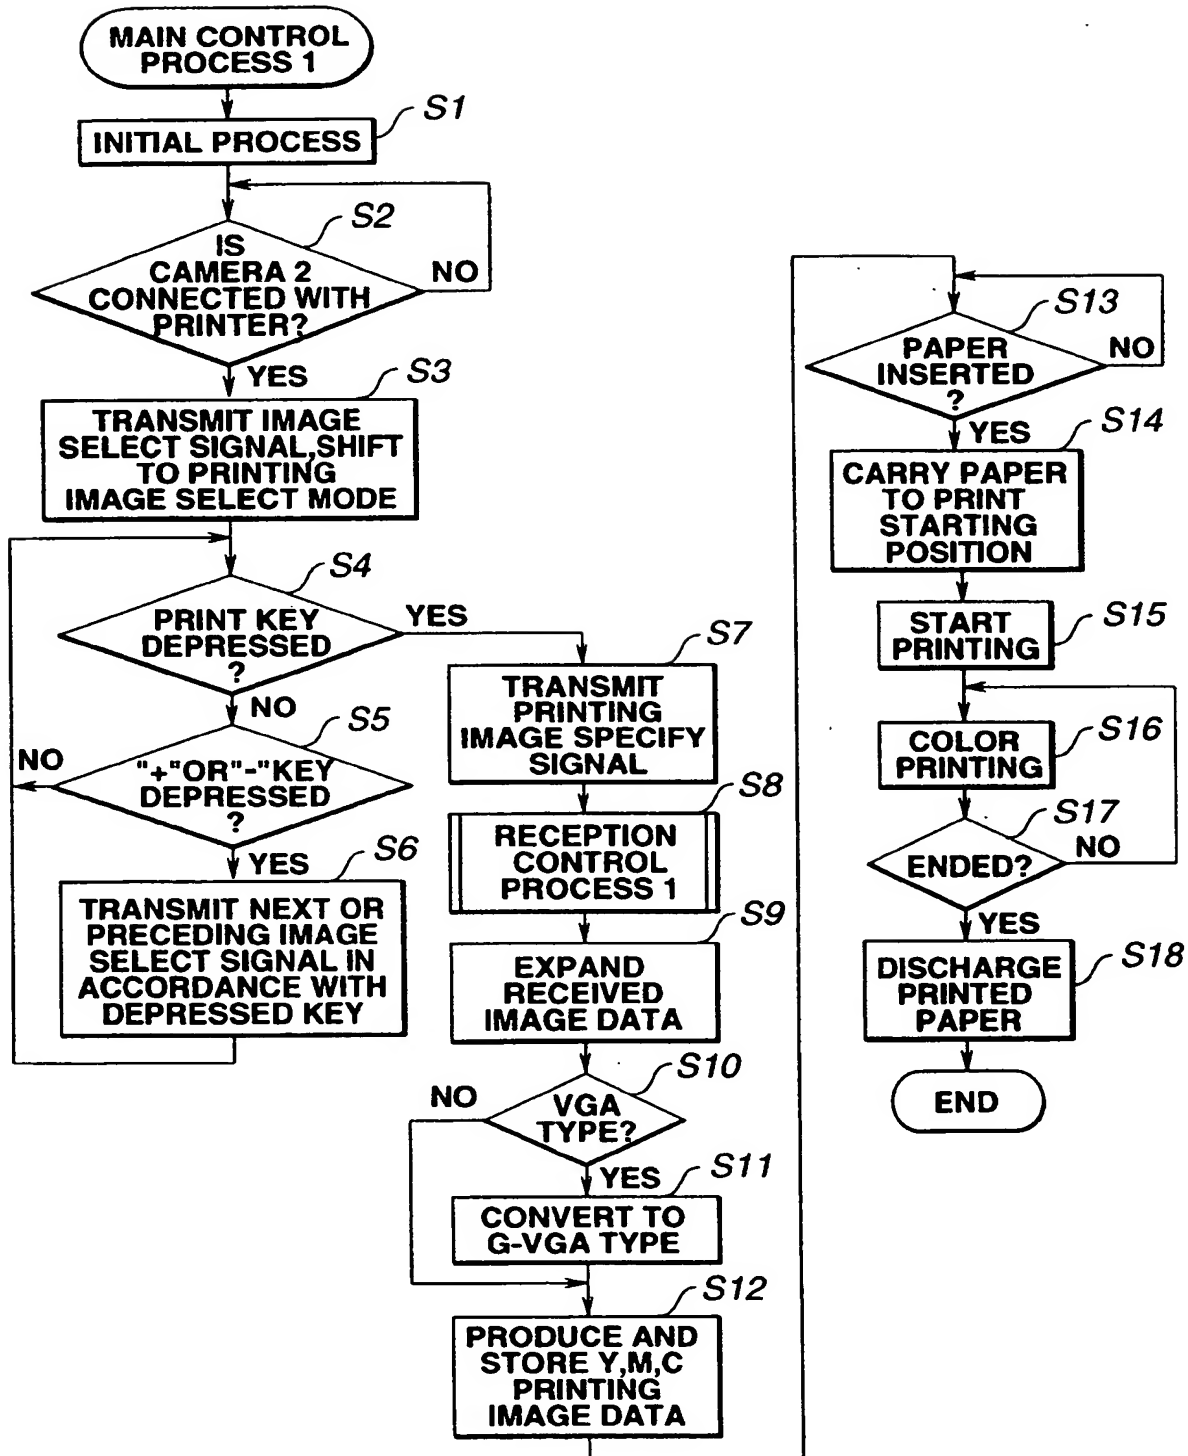 MAIN CONTROL
PROCESS 1
S1
INITIAL PROCESS
S2
IS
CAMERA 2
CONNECTED WITH
PRINTER?
NO
YES
S3
TRANSMIT IMAGE
SELECT SIGNAL,SHIFT
TO PRINTING
IMAGE SELECT MODE
S4
PRINT KEY
DEPRESSED
?
YES
NO
S5
"+"OR"-"KEY
DEPRESSED
?
NO
YES
S6
TRANSMIT NEXT OR
PRECEDING IMAGE
SELECT SIGNAL IN
ACCORDANCE WITH
DEPRESSED KEY
S7
TRANSMIT
PRINTING
IMAGE SPECIFY
SIGNAL
S8
RECEPTION
CONTROL
PROCESS 1
S9
EXPAND
RECEIVED
IMAGE DATA
S10
VGA
TYPE?
NO
YES
S11
CONVERT TO
G-VGA TYPE
S12
PRODUCE AND
STORE Y,M,C
PRINTING
IMAGE DATA
S13
PAPER
INSERTED
?
NO
YES
S14
CARRY PAPER
TO PRINT
STARTING
POSITION
S15
START
PRINTING
S16
COLOR
PRINTING
S17
ENDED?
NO
YES
S18
DISCHARGE
PRINTED
PAPER
END